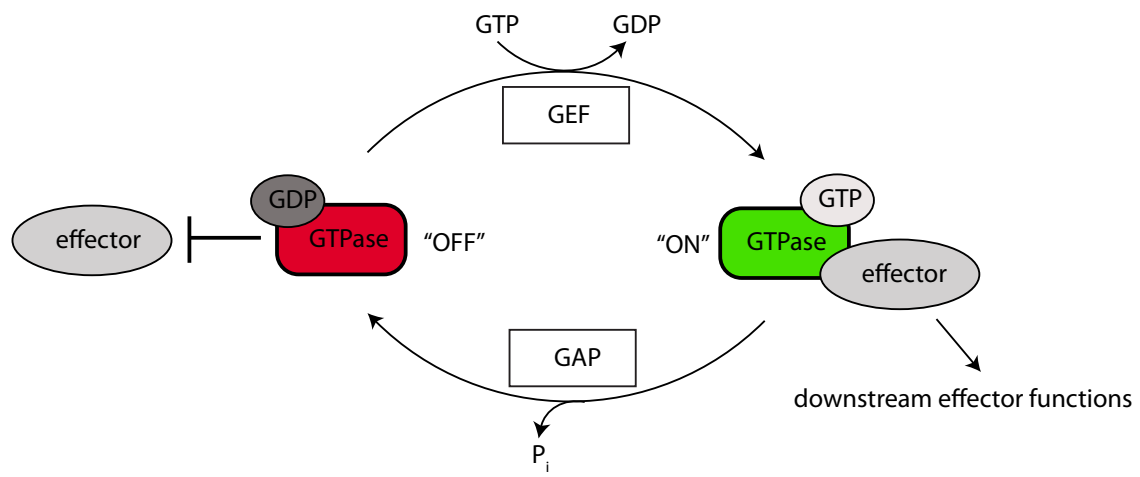 GTP
GDP
GEF
GDP
GTP
effector
GTPase
“OFF”
“ON”
GTPase
effector
GAP
downstream effector functions
Pi